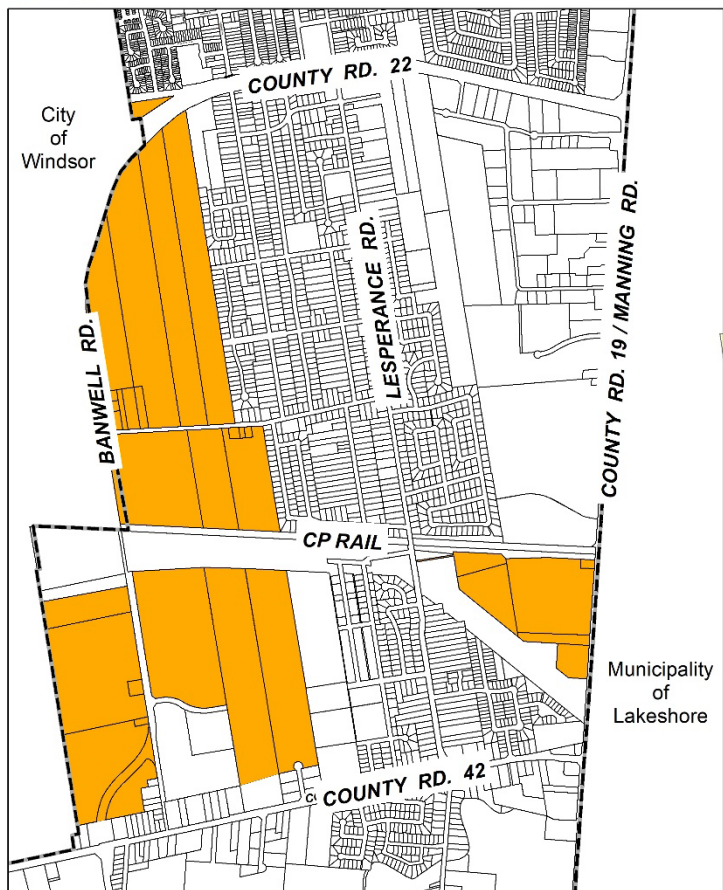 COUNTY RD. 22
City
of
Windsor
LESPERANCE RD.
COUNTY RD. 19 / MANNING RD.
BANWELL RD.
CP RAIL
Municipality
of
Lakeshore
COUNTY RD. 42